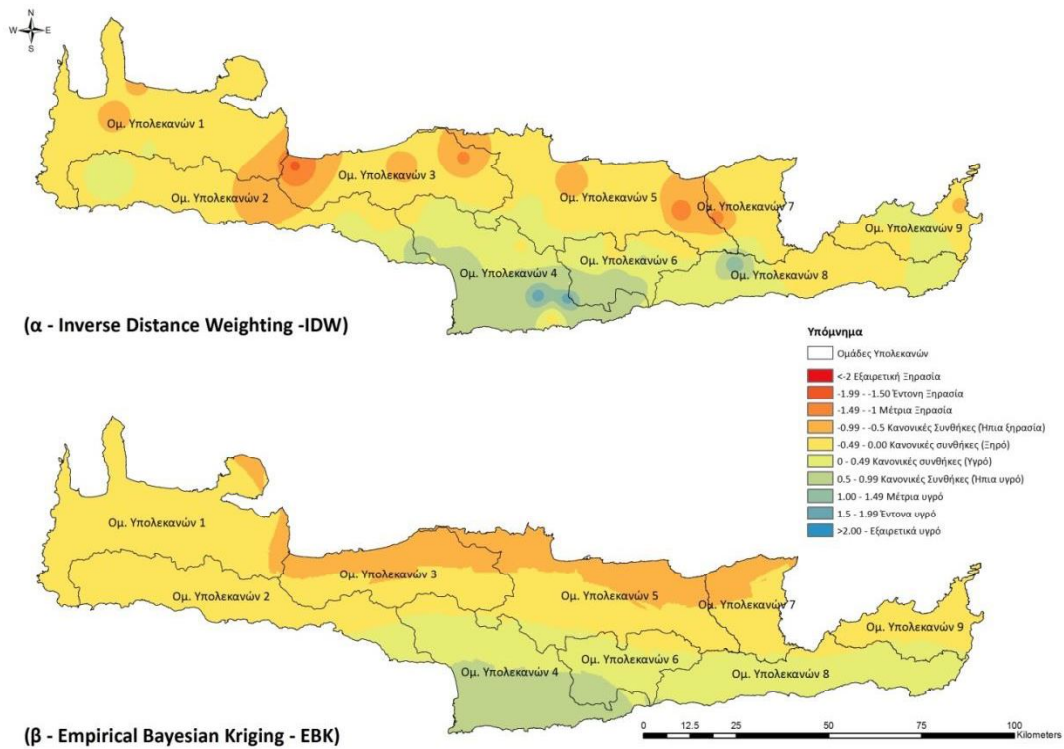 N
W E
S
Ομ. Υπολεκανών 1
Ομ. Υπολεκανών 2
Ομ. Υπολεκανών 3
Ομ. Υπολεκανών 4
Ομ. Υπολεκανών 5
Ομ. Υπολεκανών 6
Ομ. Υπολεκανών 7
Ομ. Υπολεκανών 8
Ομ. Υπολεκανών 9
(α - Inverse Distance Weighting -IDW)
Υπόμνημα
Ομάδες Υπολεκανών
<-2 Εξαιρετική Ξηρασία
-1.99 - -1.50 Έντονη Ξηρασία
-1.49 - -1 Μέτρια Ξηρασία
-0.99 - -0.5 Κανονικές Συνθήκες (Ήπια ξηρασία)
-0.49 - 0.00 Κανονικές συνθήκες (Ξηρό)
0 - 0.49 Κανονικές συνθήκες (Υγρό)
0.5 - 0.99 Κανονικές Συνθήκες (Ήπια υγρό)
1.00 - 1.49 Μέτρια υγρό
1.5 - 1.99 Έντονα υγρό
>2.00 - Εξαιρετικά υγρό
Ομ. Υπολεκανών 1
Ομ. Υπολεκανών 2
Ομ. Υπολεκανών 3
Ομ. Υπολεκανών 4
Ομ. Υπολεκανών 5
Ομ. Υπολεκανών 6
Ομ. Υπολεκανών 7
Ομ. Υπολεκανών 8
Ομ. Υπολεκανών 9
(β - Empirical Bayesian Kriging - EBK)
0 12.5 25 50 75 100
Kilometers